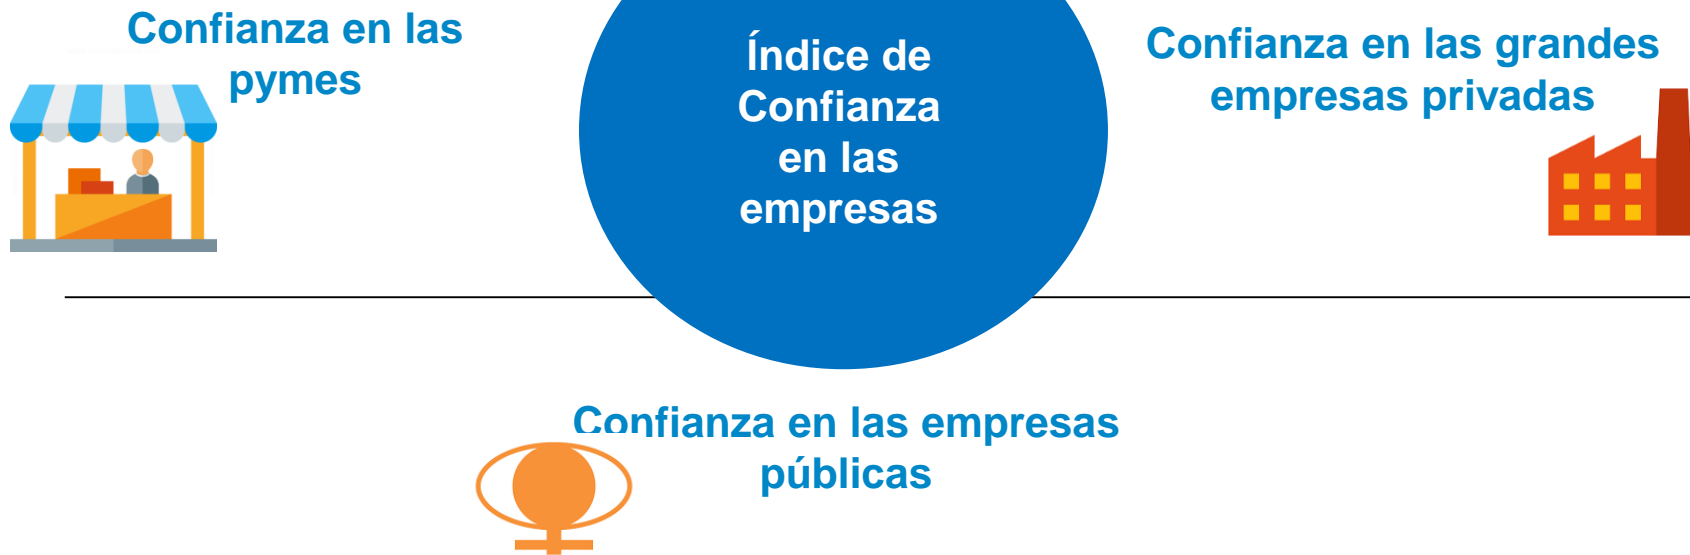 Confianza en las
pymes
Índice de
Confianza
en las
empresas
Confianza en las grandes
empresas privadas
Confianza en las empresas
públicas